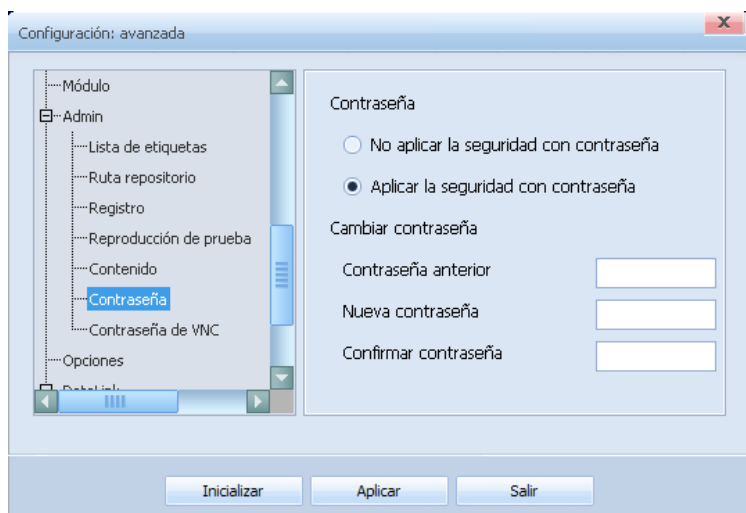 Configuración: avanzada
Módulo
Admin
Lista de etiquetas
Ruta repositorio
Registro
Reproducción de prueba
Contenido
Contraseña
Contraseña de VNC
Opciones
DataLink
Contraseña
No aplicar la seguridad con contraseña
Aplicar la seguridad con contraseña
Cambiar contraseña
Contraseña anterior
Nueva contraseña
Confirmar contraseña
Inicializar
Aplicar
Salir